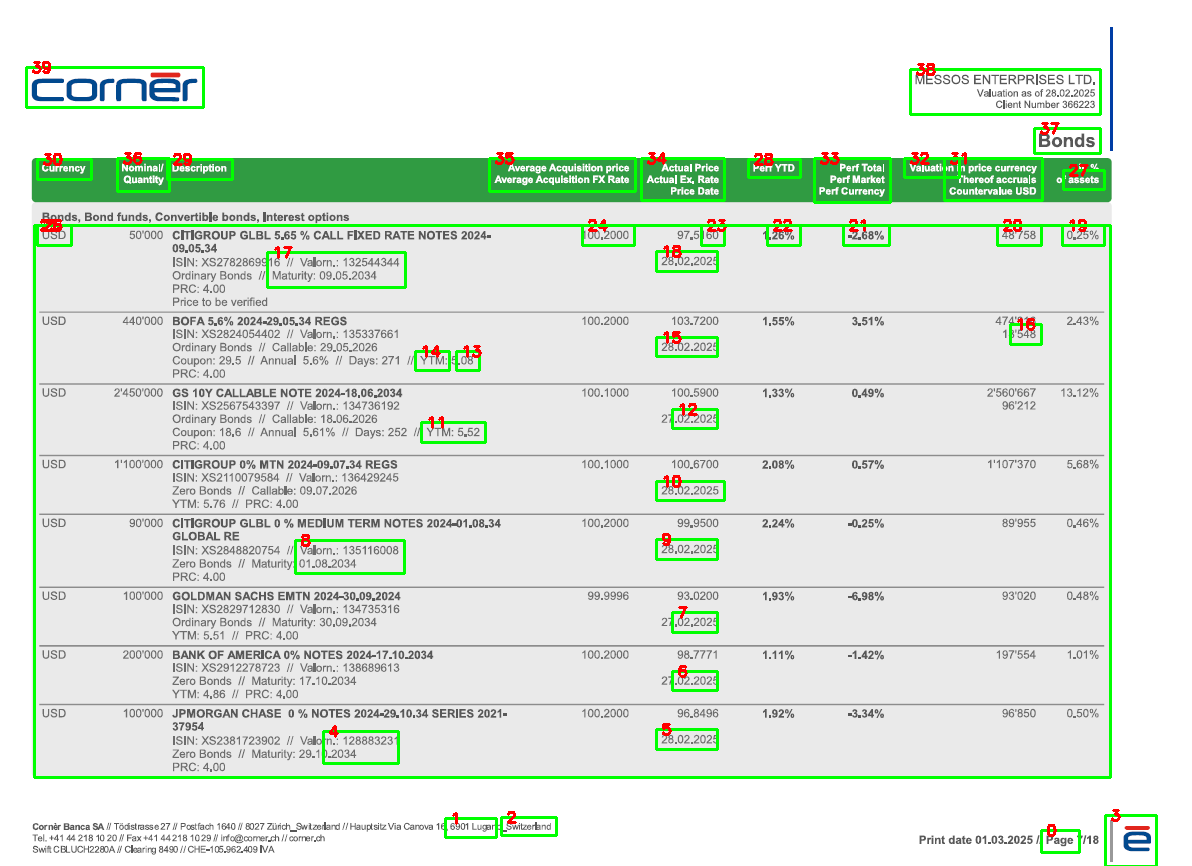 cornèr
MESSOS ENTERPRISES LTD.
Valuation as of 28.02.2025
Client Number 366223
Bonds
Currency Nominal/ Quantity Description Average Acquisition price Average Acquisition FX Rate Actual Price Actual Ex. Rate Price Date Perf YTD Perf Total Perf Market Perf Currency Valuation in price currency Thereof accruals Countervalue USD % assets
Bonds, Bond funds, Convertible bonds, Interest options
USD 50'000 CITIGROUP GLBL 5.65 % CALL FIXED RATE NOTES 2024- 100.2000 1.26% -2.68% 48'758 0.25%
09.05.34
ISIN: XS2782869916 // Valorn.: 132544344 28.02.2025
Ordinary Bonds // Maturity: 09.05.2034
PRC: 4.00
Price to be verified
USD 440'000 BOFA 5.6% 2024-29.05.34 REGS 100.2000 103.7200 1.55% 3.51% 2.43%
ISIN: XS2824054402 // Valorn.: 135337661 13'548
Ordinary Bonds // Callable: 29.05.2026 28.02.2025
Coupon: 29.5 // Annual 5.6% // Days: 271 // YTM: 5.08
PRC: 4.00
USD 2'450'000 GS 10Y CALLABLE NOTE 2024-18.06.2034 100.1000 100.5900 1.33% 0.49% 2'560'667 13.12%
ISIN: XS2567543397 // Valorn.: 134736192 96'212
Ordinary Bonds // Callable: 18.06.2026 27.02.2025
Coupon: 18.6 // Annual 5.61% // Days: 252 // YTM: 5.52
PRC: 4.00
USD 1'100'000 CITIGROUP 0% MTN 2024-09.07.34 REGS 100.1000 100.6700 2.08% 0.57% 1'107'370 5.68%
ISIN: XS2110079584 // Valorn.: 136429245
Zero Bonds // Callable: 09.07.2026 28.02.2025
YTM: 5.76 // PRC: 4.00
USD 90'000 CITIGROUP GLBL 0 % MEDIUM TERM NOTES 2024-01.08.34 100.2000 99.9500 2.24% -0.25% 89'955 0.46%
GLOBAL RE
ISIN: XS2848820754 // Valorn.: 135116008 28.02.2025
Zero Bonds // Maturity: 01.08.2034
PRC: 4.00
USD 100'000 GOLDMAN SACHS EMTN 2024-30.09.2024 99.9996 93.0200 1.93% -6.98% 93'020 0.48%
ISIN: XS2829712830 // Valorn.: 134735316
Ordinary Bonds // Maturity: 30.09.2034 27.02.2025
YTM: 5.51 // PRC: 4.00
USD 200'000 BANK OF AMERICA 0% NOTES 2024-17.10.2034 100.2000 98.7771 1.11% -1.42% 197'554 1.01%
ISIN: XS2912278723 // Valorn.: 138689613
Zero Bonds // Maturity: 17.10.2034 27.02.2025
YTM: 4.86 // PRC: 4.00
USD 100'000 JPMORGAN CHASE 0 % NOTES 2024-29.10.34 SERIES 2021- 100.2000 96.8496 1.92% -3.34% 96'850 0.50%
37954
ISIN: XS2381723902 // Valorn.: 128883231 28.02.2025
Zero Bonds // Maturity: 29.10.2034
PRC: 4.00
Cornèr Banca SA // Tödistrasse 27 // Postfach 1640 // 8027 Zürich_Switzerland // Hauptsitz Via Canova 16, 6901 Lugano_Switzerland
Tel. +41 44 218 10 20 // Fax +41 44 218 10 29 // info@corner.ch // corner.ch
Swift CBLUCH2280A // Clearing 8490 // CHE-105.962.409 IVA
Print date 01.03.2025 // Page 7/18
è